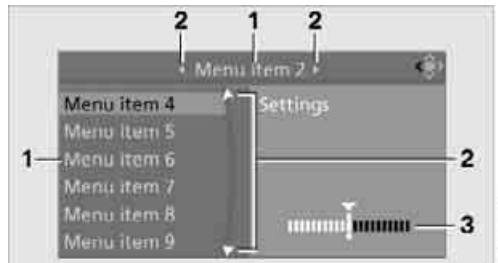 2 1 2
Menu item 2
Menu item 4 Settings
Menu item 5
1 Menu item 6 2
Menu item 7
Menu item 8 3
Menu item 9